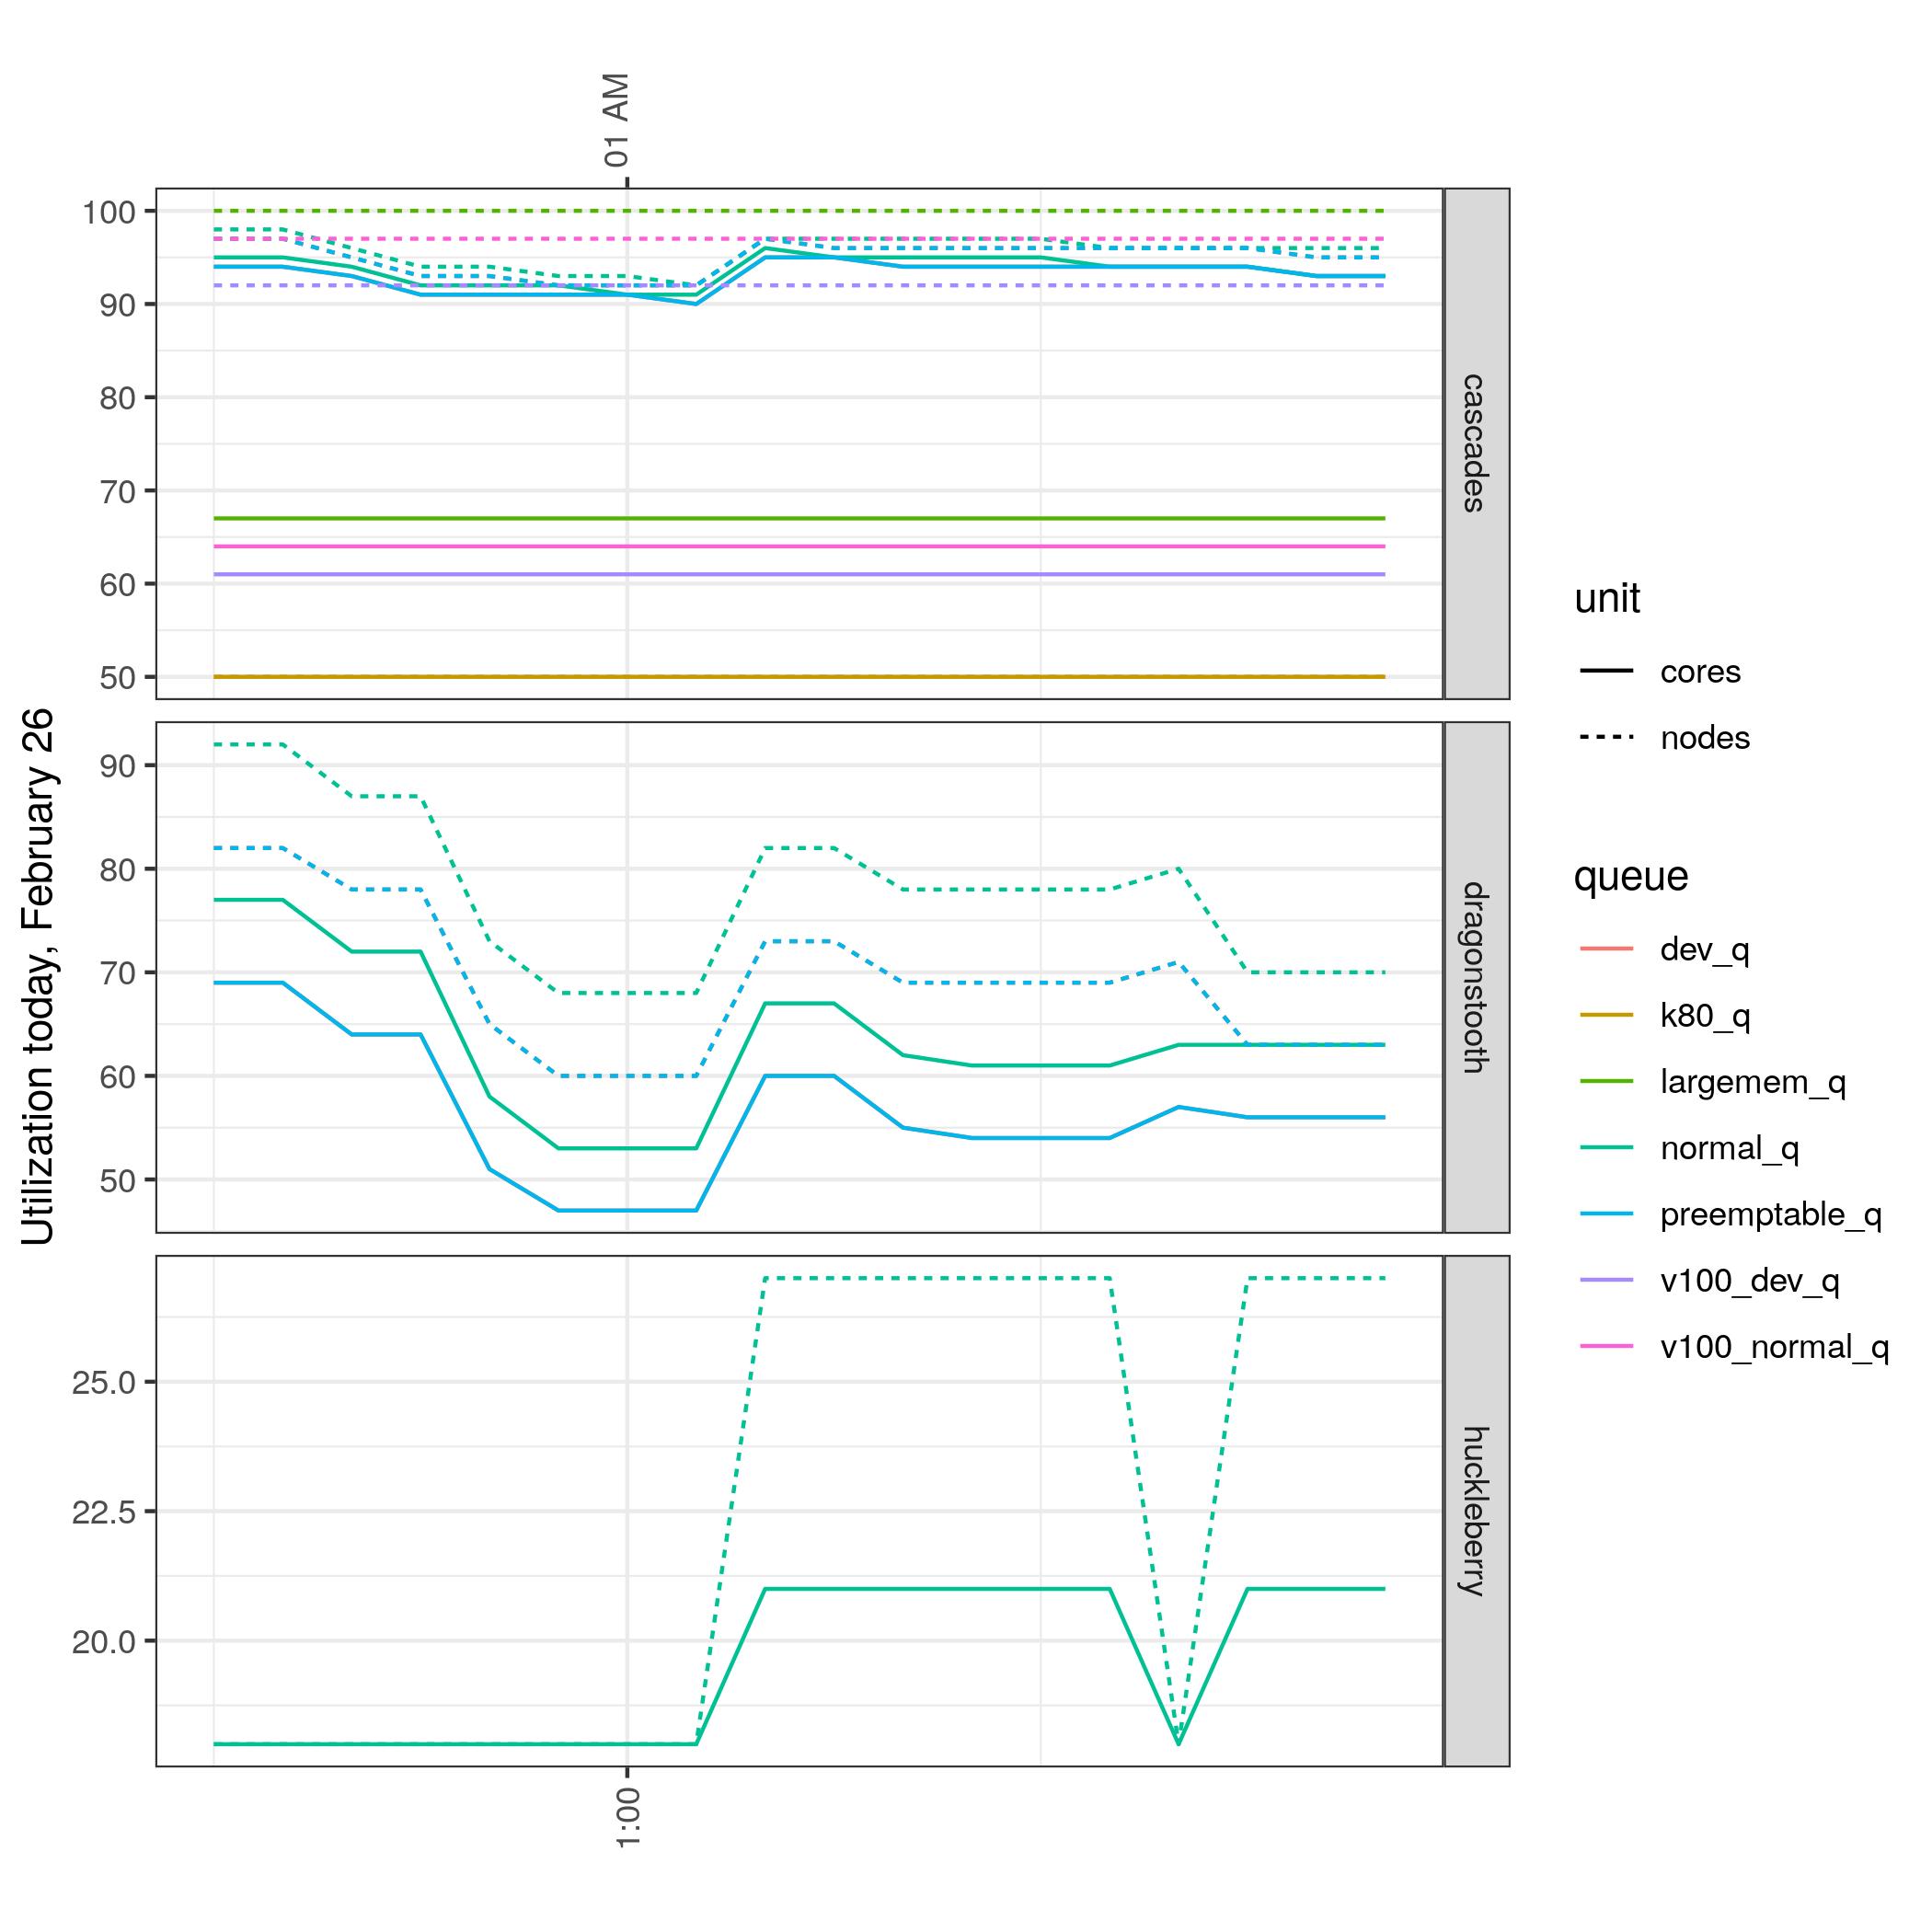 01 AM
100
90
80
70
60
50
cascades
90
80
70
60
50
dragonstooth
25.0
22.5
20.0
huckleberry
1:00
Utilization today, February 26
unit
cores
nodes
queue
dev_q
k80_q
largemem_q
normal_q
preemptable_q
v100_dev_q
v100_normal_q